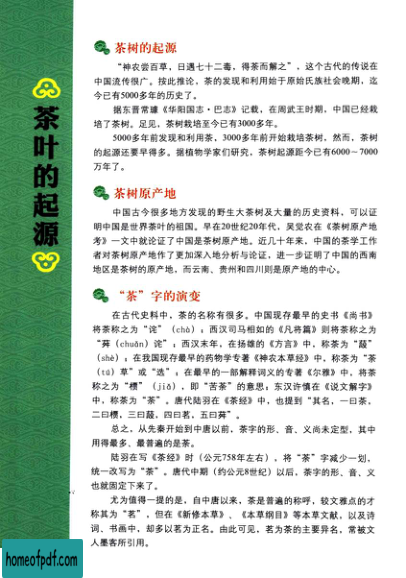 茶叶的起源
茶树的起源
“神农尝百草，日遇七十二毒，得茶而解之”，这个古代的传说在
中国流传很广。按此推论，茶的发现和利用始于原始氏族社会晚期，迄
今已有5000多年的历史了。
据东晋常璩《华阳国志·巴志》记载，在周武王时期，中国已经栽
培了茶树。足见，茶树栽培至今已有3000多年。
5000多年前发现和利用茶，3000多年前开始栽培茶树，然而，茶树
的起源还要早得多。据植物学家们研究，茶树起源距今已有6000～7000
万年了。
茶树原产地
中国古今很多地方发现的野生大茶树及大量的历史资料，可以证
明中国是世界茶叶的祖国。早在20世纪20年代，吴觉农在《茶树原产地
考》一文中就论证了中国是茶树原产地。近几十年来，中国的茶学工作
者对茶树原产地作了更加深入地分析与论证，进一步证明了中国的西南
地区是茶树的原产地，而云南、贵州和四川则是原产地的中心。
“茶”字的演变
在古代史料中，茶的名称有很多。中国现存最早的史书《尚书》
将茶称之为“诧”（chà）；西汉司马相如的《凡将篇》则将茶称之为
“荈（chuǎn）诧”；西汉末年，在扬雄的《方言》中，称茶为“蔎”
（shè）；在我国现存最早的药物学专著《神农本草经》中，称茶为“荼
（tú）草”或“选”；在最早的一部解释词义的专著《尔雅》中，将茶
称之为“槚”（jiǎ），即“苦荼”的意思；东汉许慎在《说文解字》
中，称茶为“荼”。唐代陆羽在《茶经》中，也提到“其名，一曰茶，
二曰槚，三曰蔎，四曰茗，五曰荈”。
总之，从先秦开始到中唐以前，茶字的形、音、义尚未定型，其中
用得最多、最普遍的是荼。
陆羽在写《茶经》时（公元758年左右），将“荼”字减少一划，
统一改写为“茶”。唐代中期（约公元8世纪）以后，茶字的形、音、义
也就固定下来了。
尤为值得一提的是，自中唐以来，茶是普遍的称呼，较文雅点的才
称其为“茗”，但在《新修本草》、《本草纲目》等本草文献，以及诗
词、书画中，却多以茗为正名。由此可见，茗为茶的主要异名，常被文
人墨客所引用。
homeofpdf.com